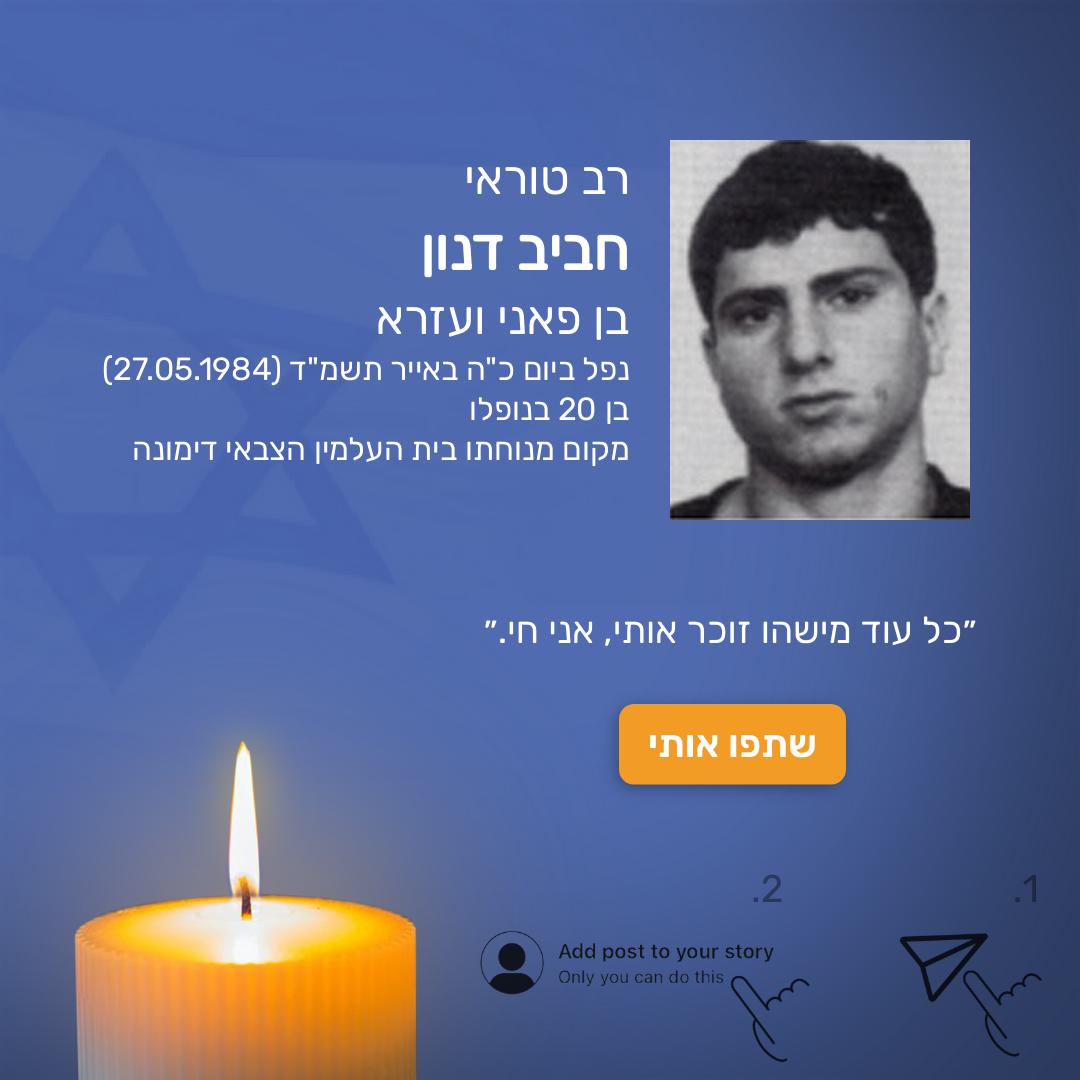 רב טוראי
חביב דנון
בן פאני ועזרא
נפל ביום כ"ה באייר תשמ"ד (27.05.1984)
בן 20 בנופלו
מקום מנוחתו בית העלמין הצבאי דימונה
״כל עוד מישהו זוכר אותי, אני חי.״
שתפו אותי
1.
2.
Add post to your story
Only you can do this